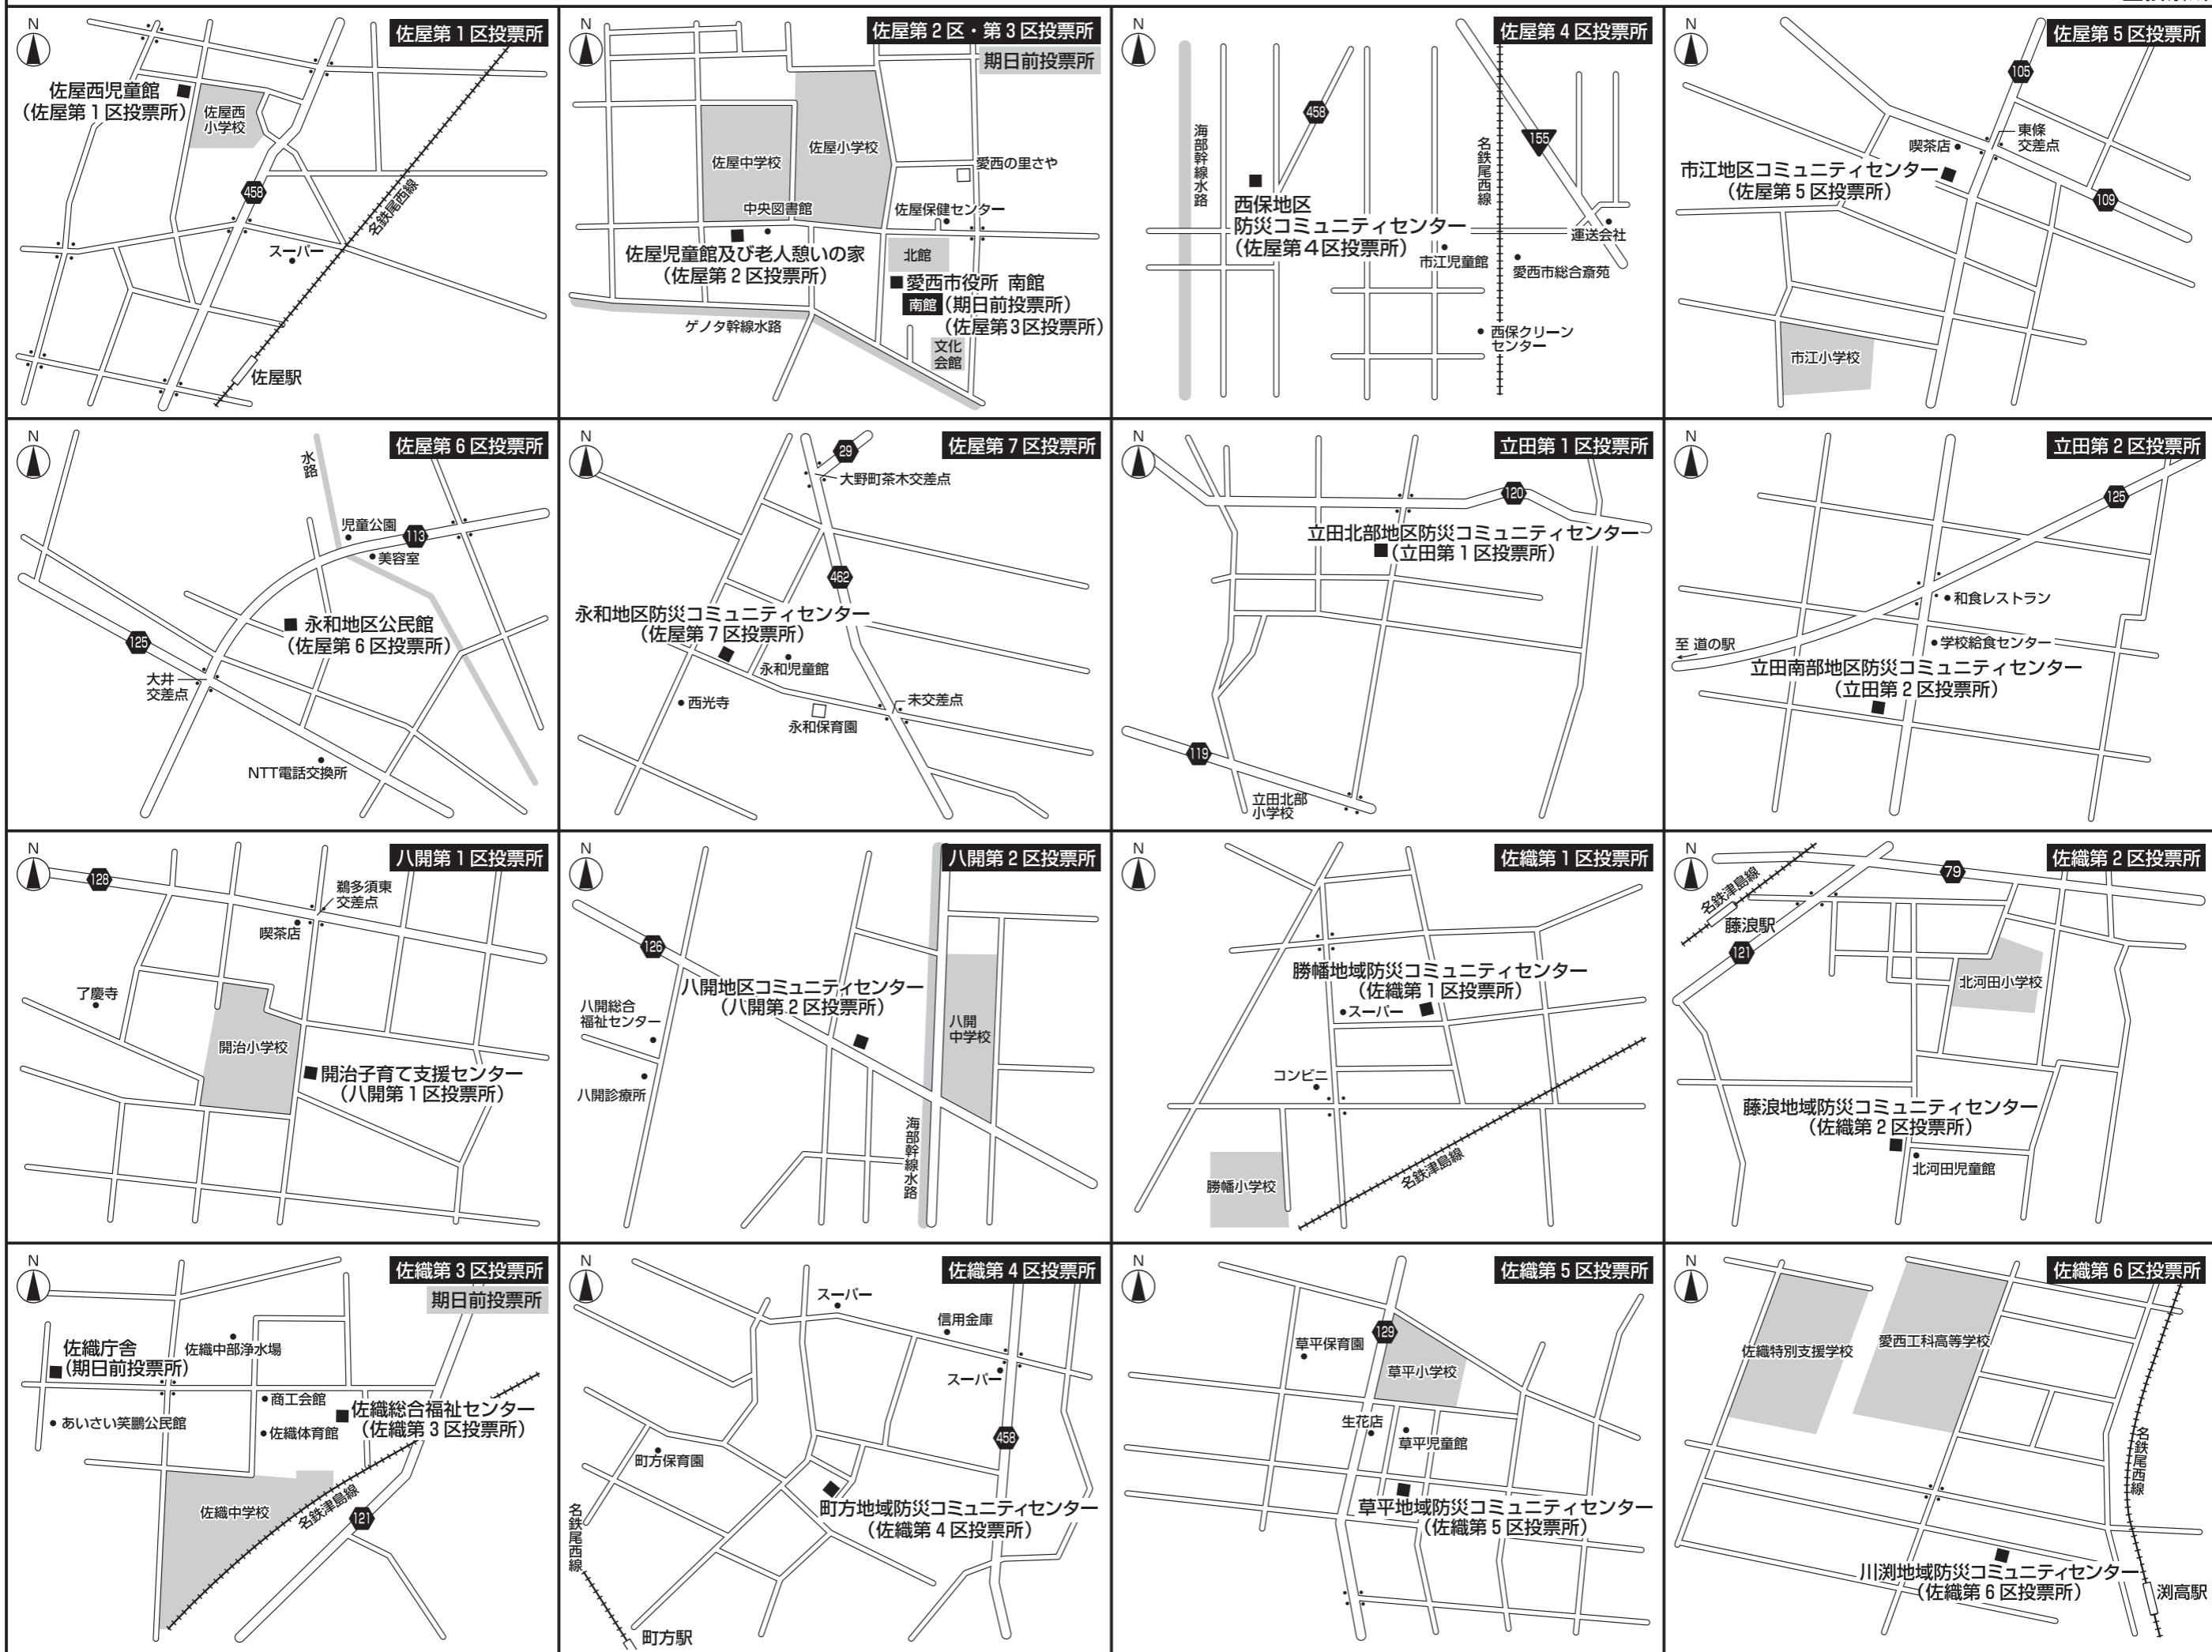 N
佐屋第1区投票所
佐屋西児童館
(佐屋第1区投票所)
佐屋西
小学校
458
名鉄尾西線
スーパー
佐屋駅
N
佐屋第2区・第3区投票所
期日前投票所
佐屋中学校
佐屋小学校
愛西の里さや
中央図書館
佐屋保健センター
佐屋児童館及び老人憩いの家
(佐屋第2区投票所)
北館
愛西市役所 南館
南館
(期日前投票所)
(佐屋第3区投票所)
ゲノタ幹線水路
文化
会館
N
佐屋第4区投票所
458
155
海部幹線水路
名鉄尾西線
西保地区
防災コミュニティセンター
(佐屋第4区投票所)
運送会社
市江児童館
愛西市総合斎苑
西保クリーン
センター
N
佐屋第5区投票所
105
東條
交差点
喫茶店
市江地区コミュニティセンター
(佐屋第5区投票所)
109
市江小学校
N
佐屋第6区投票所
水路
児童公園
113
美容室
永和地区公民館
(佐屋第6区投票所)
125
大井
交差点
NTT電話交換所
N
佐屋第7区投票所
29
大野町茶木交差点
462
永和地区防災コミュニティセンター
(佐屋第7区投票所)
永和児童館
西光寺
未交差点
永和保育園
N
立田第1区投票所
120
立田北部地区防災コミュニティセンター
(立田第1区投票所)
119
立田北部
小学校
N
立田第2区投票所
125
和食レストラン
至 道の駅
学校給食センター
立田南部地区防災コミュニティセンター
(立田第2区投票所)
N
八開第1区投票所
128
鵜多須東
交差点
喫茶店
了慶寺
開治小学校
開治子育て支援センター
(八開第1区投票所)
N
八開第2区投票所
126
八開地区コミュニティセンター
(八開第2区投票所)
八開総合
福祉センター
八開
中学校
八開診療所
海部幹線水路
N
佐織第1区投票所
勝幡地域防災コミュニティセンター
(佐織第1区投票所)
スーパー
コンビニ
名鉄津島線
勝幡小学校
N
佐織第2区投票所
79
名鉄津島線
藤浪駅
121
北河田小学校
藤浪地域防災コミュニティセンター
(佐織第2区投票所)
北河田児童館
N
佐織第3区投票所
期日前投票所
佐織庁舎
(期日前投票所)
佐織中部浄水場
商工会館
あいさい笑鵬公民館
佐織体育館
佐織総合福祉センター
(佐織第3区投票所)
佐織中学校
名鉄津島線
121
N
佐織第4区投票所
スーパー
信用金庫
スーパー
458
町方保育園
町方地域防災コミュニティセンター
(佐織第4区投票所)
名鉄尾西線
町方駅
N
佐織第5区投票所
129
草平保育園
草平小学校
生花店
草平児童館
草平地域防災コミュニティセンター
(佐織第5区投票所)
N
佐織第6区投票所
佐織特別支援学校
愛西工科高等学校
名鉄尾西線
川渕地域防災コミュニティセンター
(佐織第6区投票所)
渕高駅